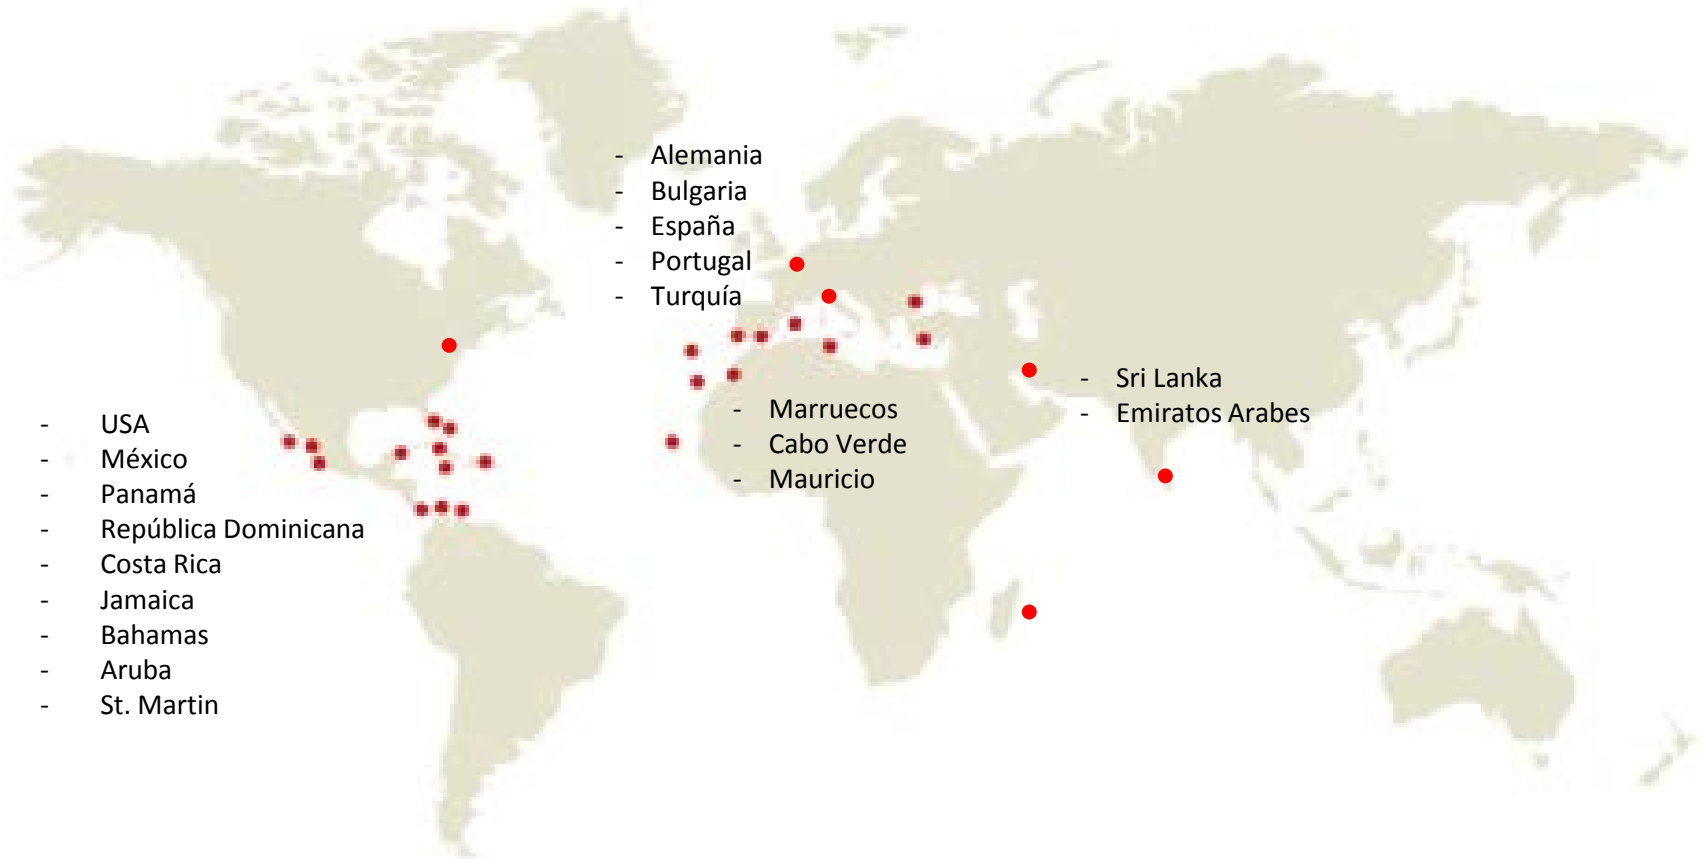 - Alemania
- Bulgaria
- España
- Portugal
- Turquía
- Sri Lanka
- Emiratos Arabes
- Marruecos
- Cabo Verde
- Mauricio
- USA
- México
- Panamá
- República Dominicana
- Costa Rica
- Jamaica
- Bahamas
- Aruba
- St. Martin